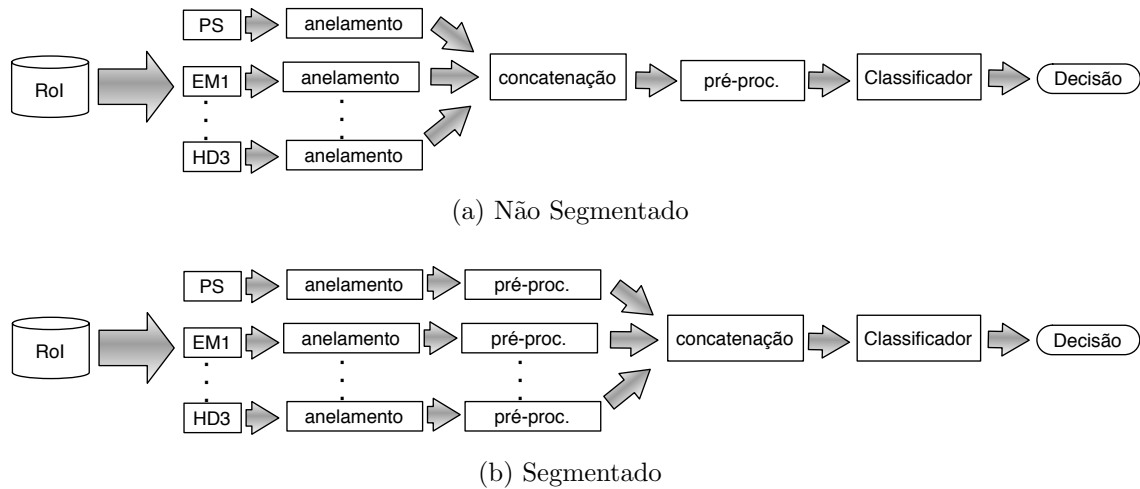 PS
anelamento
RoI
EM1
anelamento
concatenação
pré-proc.
Classificador
Decisão
HD3
anelamento
(a) Não Segmentado
PS
anelamento
pré-proc.
RoI
EM1
anelamento
pré-proc.
concatenação
Classificador
Decisão
HD3
anelamento
pré-proc.
(b) Segmentado